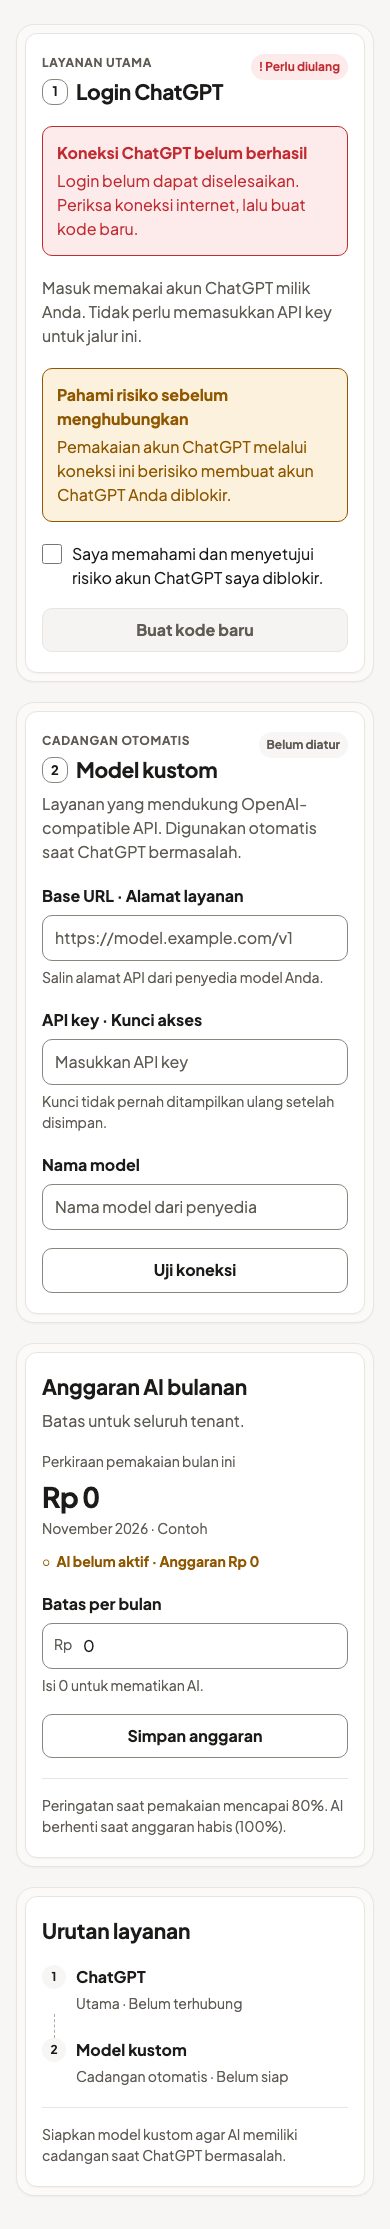 LAYANAN UTAMA
! Perlu diulang
1 Login ChatGPT
Koneksi ChatGPT belum berhasil
Login belum dapat diselesaikan.
Periksa koneksi internet, lalu buat
kode baru.
Masuk memakai akun ChatGPT milik
Anda. Tidak perlu memasukkan API key
untuk jalur ini.
Pahami risiko sebelum
menghubungkan
Pemakaian akun ChatGPT melalui
koneksi ini berisiko membuat akun
ChatGPT Anda diblokir.
Saya memahami dan menyetujui
risiko akun ChatGPT saya diblokir.
Buat kode baru
CADANGAN OTOMATIS
Belum diatur
2 Model kustom
Layanan yang mendukung OpenAI-
compatible API. Digunakan otomatis
saat ChatGPT bermasalah.
Base URL · Alamat layanan
https://model.example.com/v1
Salin alamat API dari penyedia model Anda.
API key · Kunci akses
Masukkan API key
Kunci tidak pernah ditampilkan ulang setelah
disimpan.
Nama model
Nama model dari penyedia
Uji koneksi
Anggaran AI bulanan
Batas untuk seluruh tenant.
Perkiraan pemakaian bulan ini
Rp 0
November 2026 · Contoh
○ AI belum aktif · Anggaran Rp 0
Batas per bulan
Rp 0
Isi 0 untuk mematikan AI.
Simpan anggaran
Peringatan saat pemakaian mencapai 80%. AI
berhenti saat anggaran habis (100%).
Urutan layanan
1 ChatGPT
Utama · Belum terhubung
2 Model kustom
Cadangan otomatis · Belum siap
Siapkan model kustom agar AI memiliki
cadangan saat ChatGPT bermasalah.